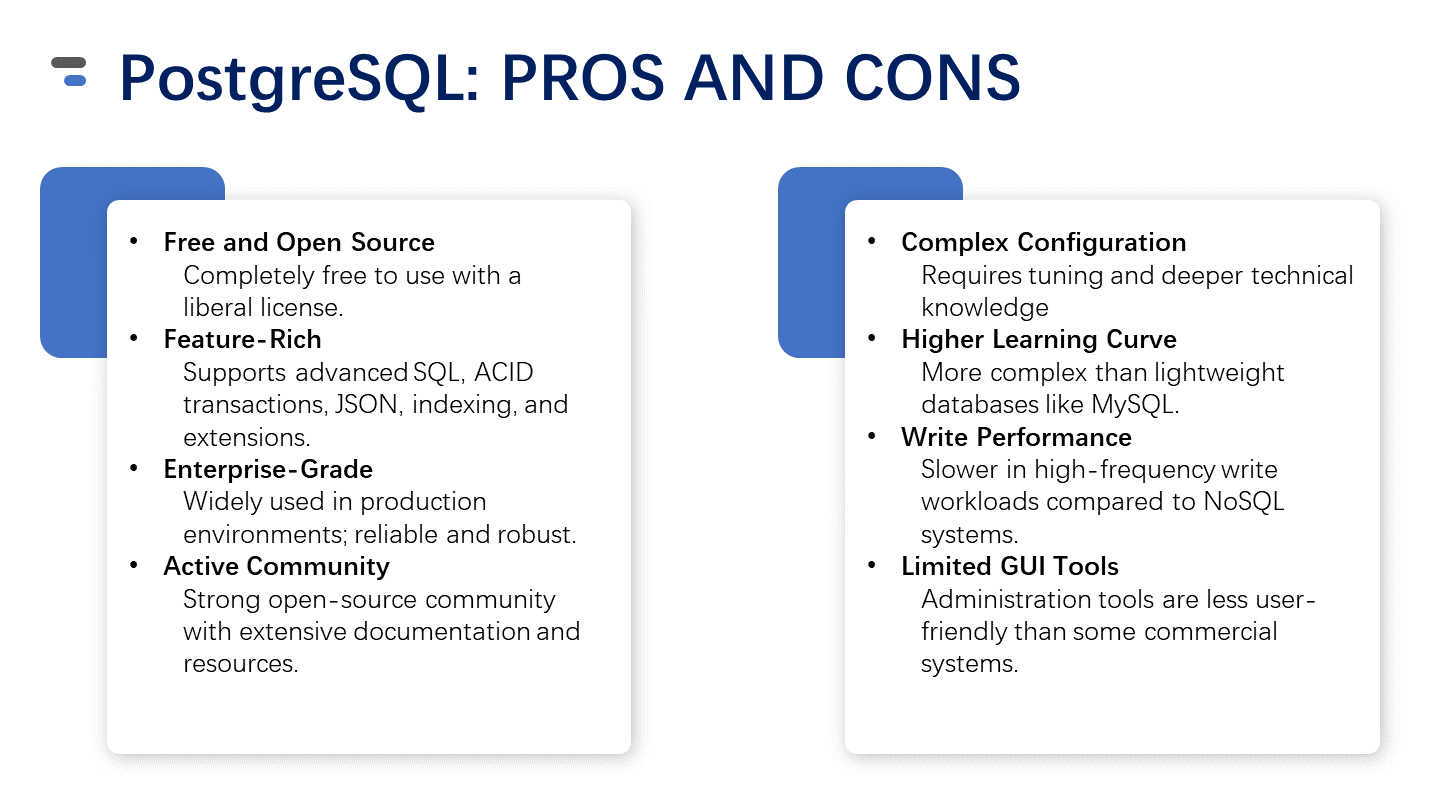 PostgreSQL: PROS AND CONS
• Free and Open Source
Completely free to use with a
liberal license.
• Feature-Rich
Supports advanced SQL, ACID
transactions, JSON, indexing, and
extensions.
• Enterprise-Grade
Widely used in production
environments; reliable and robust.
• Active Community
Strong open-source community
with extensive documentation and
resources.
• Complex Configuration
Requires tuning and deeper technical
knowledge
• Higher Learning Curve
More complex than lightweight
databases like MySQL.
• Write Performance
Slower in high-frequency write
workloads compared to NoSQL
systems.
• Limited GUI Tools
Administration tools are less user-
friendly than some commercial
systems.